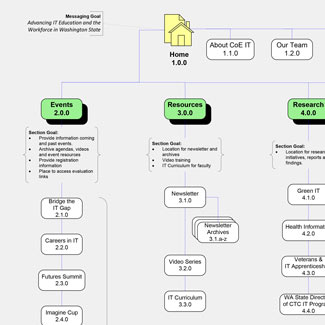 Messaging Goal
Advancing IT Education and the
Workforce in Washington State
Home
1.0.0
About CoE IT
1.1.0
Our Team
1.2.0
Events
2.0.0
Section Goal:
• Provide information coming
and past events.
• Archive agendas, videos
and event resources
• Provide registration
information
• Place to access evaluation
links
Bridge the
IT Gap
2.1.0
Careers in IT
2.2.0
Futures Summit
2.3.0
Imagine Cup
2.4.0
Resources
3.0.0
Section Goal:
• Location for newsletter and
archives
• Video training
• IT Curriculum for faculty
Newsletter
3.1.0
Newsletter
Archives
3.1.a-z
Video Series
3.2.0
IT Curriculum
3.3.0
Research
4.0.0
Section Goal:
• Location for resear
initiatives, reports a
findings.
Green IT
4.1.0
Health Informat
4.2.0
Veterans &
IT Apprenticesh
4.3.0
WA State Direct
of CTC IT Progr
4.4.0